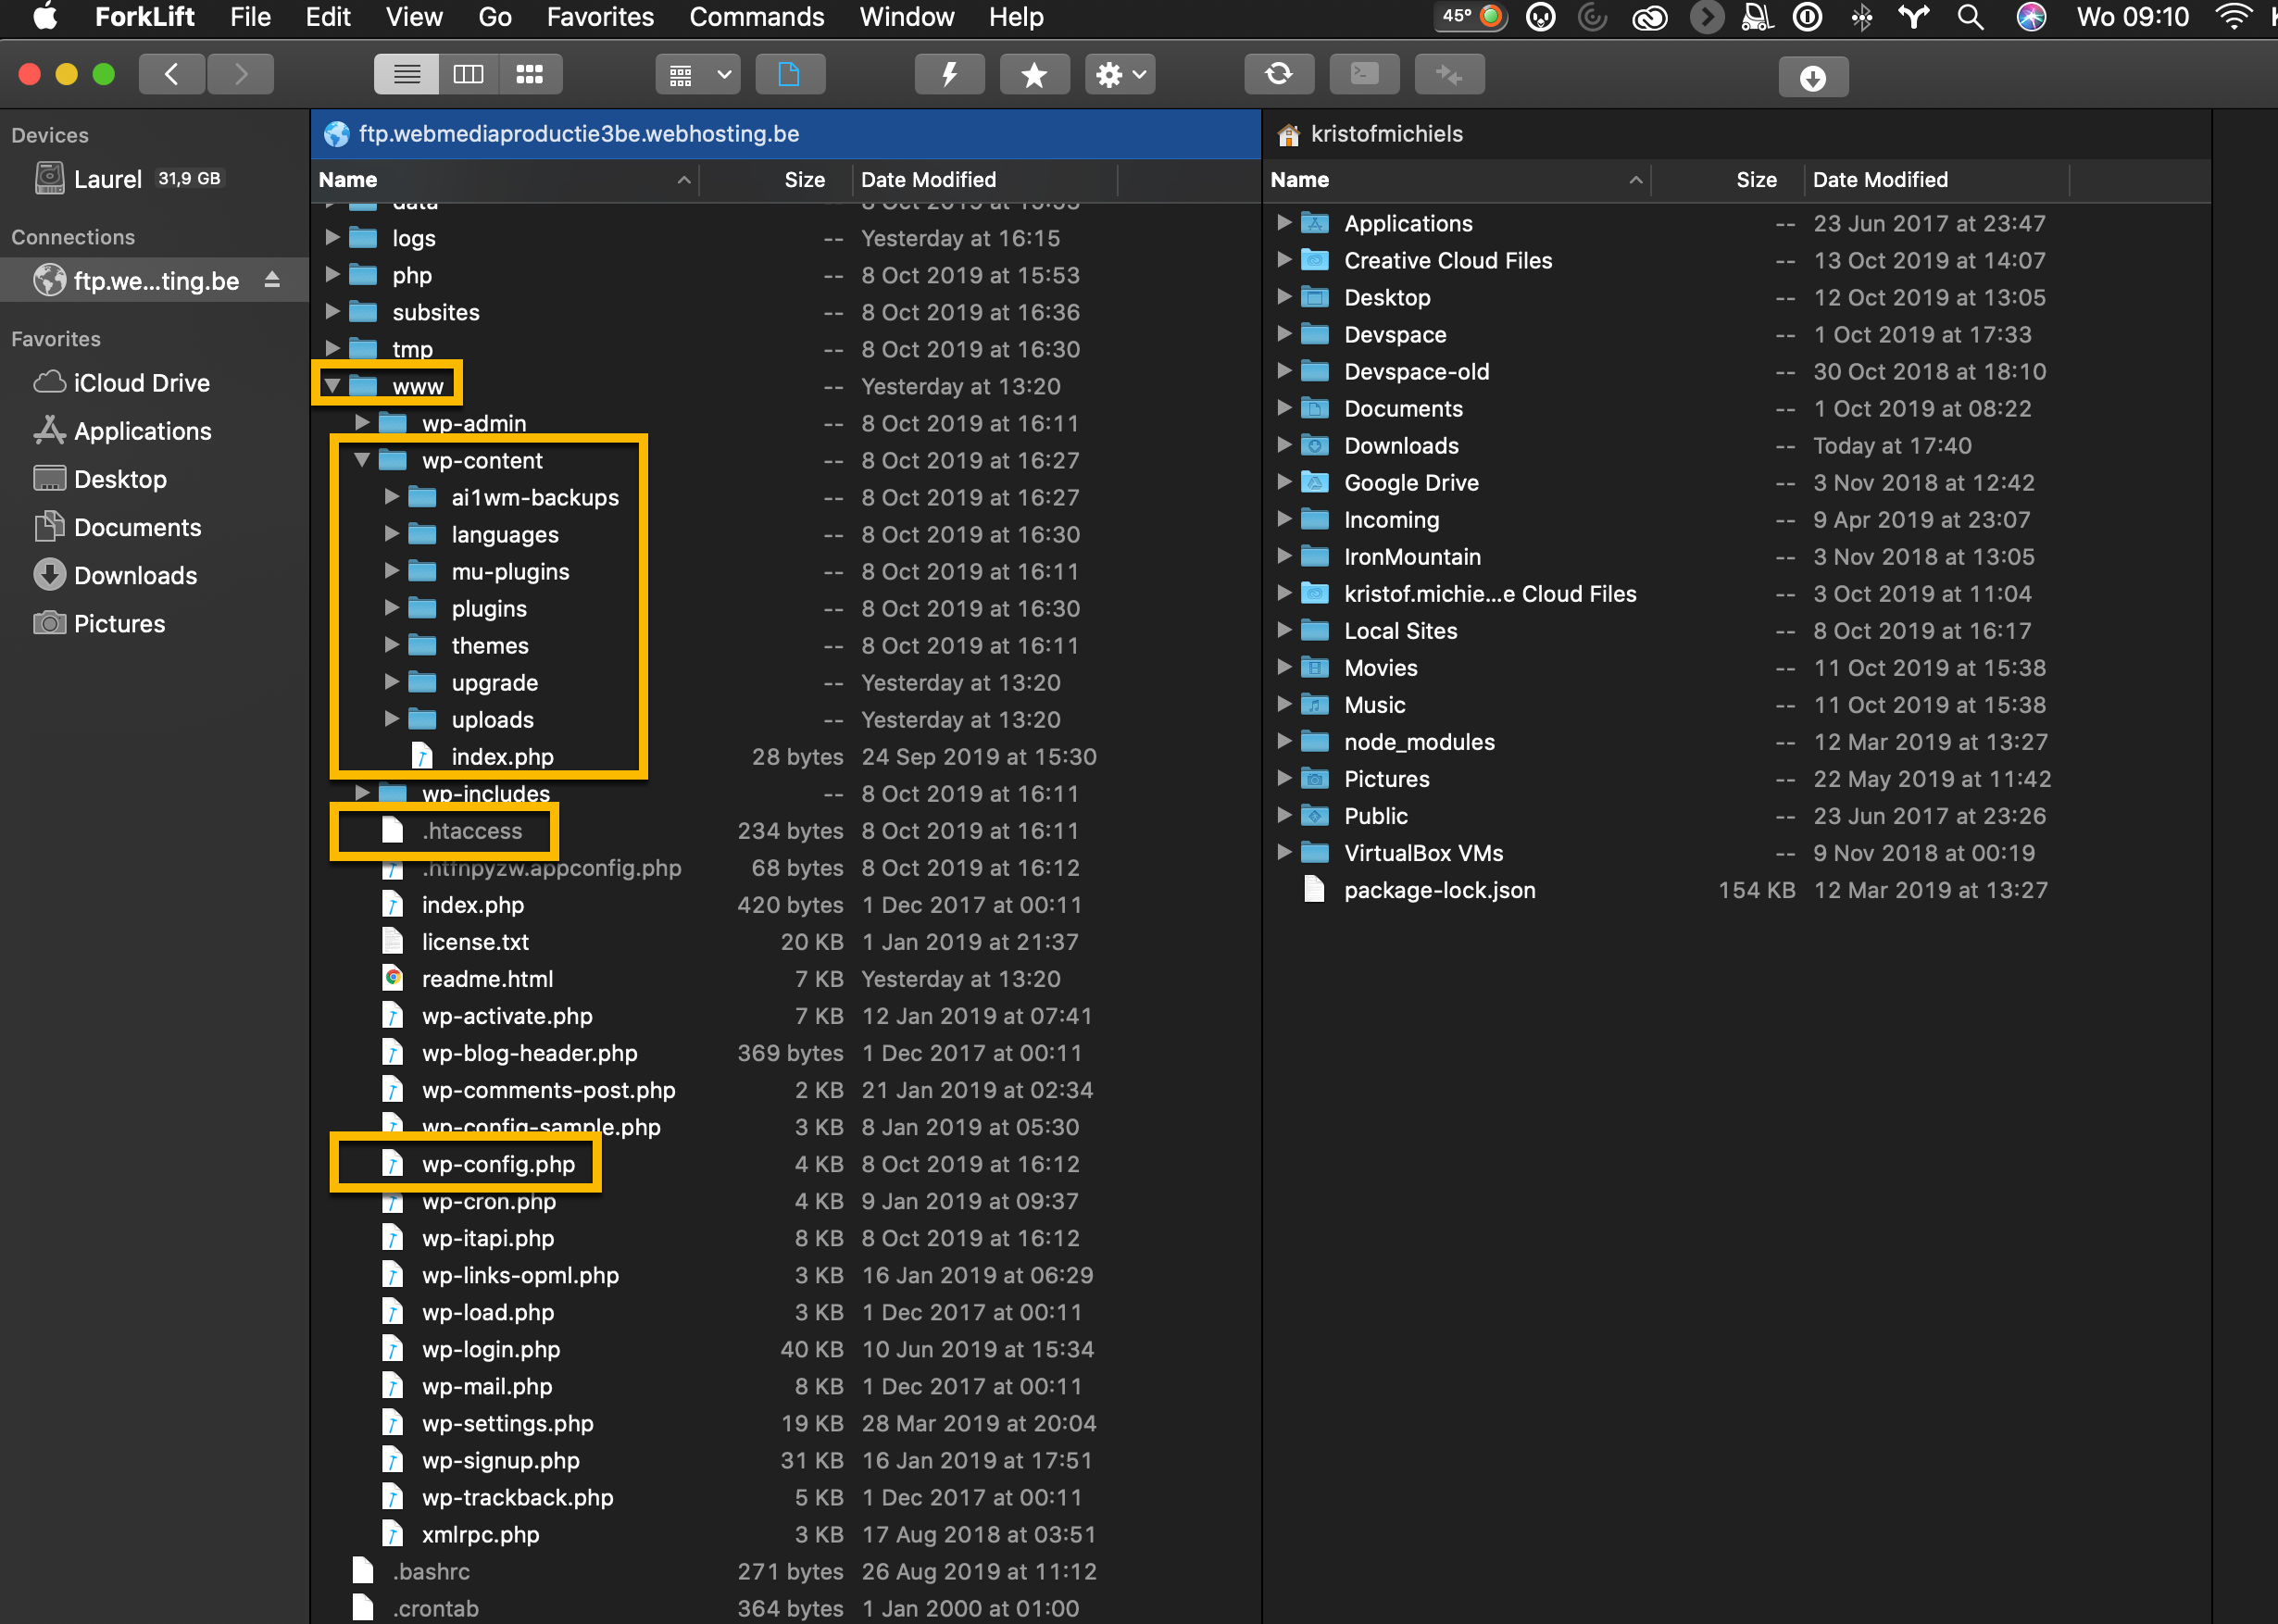 ForkLift File Edit View Go Favorites Commands Window Help 45° Wo 09:10
Devices
Laurel 31,9 GB
Connections
ftp.we...ting.be
Favorites
iCloud Drive
Applications
Desktop
Documents
Downloads
Pictures
ftp.webmediaproductie3be.webhosting.be
Name Size Date Modified
data -- 8 Oct 2019 at 15:53
logs -- Yesterday at 16:15
php -- 8 Oct 2019 at 15:53
subsites -- 8 Oct 2019 at 16:36
tmp -- 8 Oct 2019 at 16:30
www -- Yesterday at 13:20
wp-admin -- 8 Oct 2019 at 16:11
wp-content -- 8 Oct 2019 at 16:27
ai1wm-backups -- 8 Oct 2019 at 16:27
languages -- 8 Oct 2019 at 16:30
mu-plugins -- 8 Oct 2019 at 16:11
plugins -- 8 Oct 2019 at 16:30
themes -- 8 Oct 2019 at 16:11
upgrade -- Yesterday at 13:20
uploads -- Yesterday at 13:20
index.php 28 bytes 24 Sep 2019 at 15:30
wp-includes -- 8 Oct 2019 at 16:11
.htaccess 234 bytes 8 Oct 2019 at 16:11
.htfnpyzw.appconfig.php 68 bytes 8 Oct 2019 at 16:12
index.php 420 bytes 1 Dec 2017 at 00:11
license.txt 20 KB 1 Jan 2019 at 21:37
readme.html 7 KB Yesterday at 13:20
wp-activate.php 7 KB 12 Jan 2019 at 07:41
wp-blog-header.php 369 bytes 1 Dec 2017 at 00:11
wp-comments-post.php 2 KB 21 Jan 2019 at 02:34
wp-config-sample.php 3 KB 8 Jan 2019 at 05:30
wp-config.php 4 KB 8 Oct 2019 at 16:12
wp-cron.php 4 KB 9 Jan 2019 at 09:37
wp-itapi.php 8 KB 8 Oct 2019 at 16:12
wp-links-opml.php 3 KB 16 Jan 2019 at 06:29
wp-load.php 3 KB 1 Dec 2017 at 00:11
wp-login.php 40 KB 10 Jun 2019 at 15:34
wp-mail.php 8 KB 1 Dec 2017 at 00:11
wp-settings.php 19 KB 28 Mar 2019 at 20:04
wp-signup.php 31 KB 16 Jan 2019 at 17:51
wp-trackback.php 5 KB 1 Dec 2017 at 00:11
xmlrpc.php 3 KB 17 Aug 2018 at 03:51
.bashrc 271 bytes 26 Aug 2019 at 11:12
.crontab 364 bytes 1 Jan 2000 at 01:00
kristofmichiels
Name Size Date Modified
Applications -- 23 Jun 2017 at 23:47
Creative Cloud Files -- 13 Oct 2019 at 14:07
Desktop -- 12 Oct 2019 at 13:05
Devspace -- 1 Oct 2019 at 17:33
Devspace-old -- 30 Oct 2018 at 18:10
Documents -- 1 Oct 2019 at 08:22
Downloads -- Today at 17:40
Google Drive -- 3 Nov 2018 at 12:42
Incoming -- 9 Apr 2019 at 23:07
IronMountain -- 3 Nov 2018 at 13:05
kristof.michie...e Cloud Files -- 3 Oct 2019 at 11:04
Local Sites -- 8 Oct 2019 at 16:17
Movies -- 11 Oct 2019 at 15:38
Music -- 11 Oct 2019 at 15:38
node_modules -- 12 Mar 2019 at 13:27
Pictures -- 22 May 2019 at 11:42
Public -- 23 Jun 2017 at 23:26
VirtualBox VMs -- 9 Nov 2018 at 00:19
package-lock.json 154 KB 12 Mar 2019 at 13:27